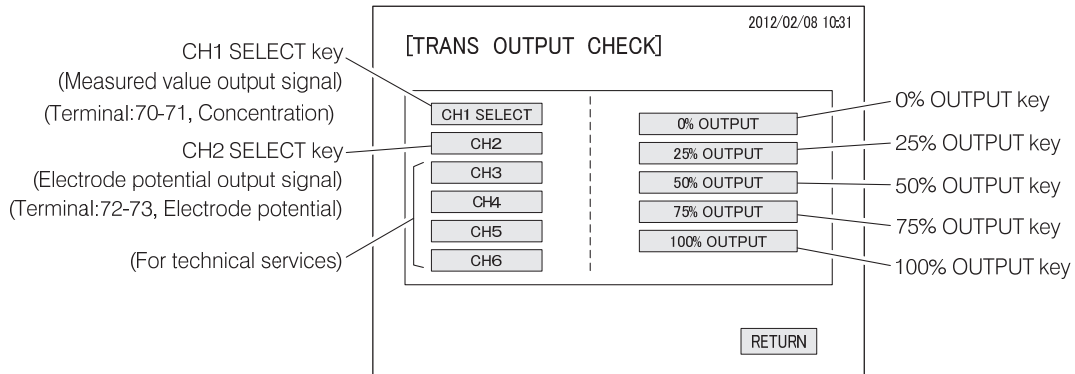 2012/02/08 10:31
[TRANS OUTPUT CHECK]
CH1 SELECT key
(Measured value output signal)
(Terminal:70-71, Concentration)
CH2 SELECT key
(Electrode potential output signal)
(Terminal:72-73, Electrode potential)
(For technical services)
CH1 SELECT
CH2
CH3
CH4
CH5
CH6
0% OUTPUT
25% OUTPUT
50% OUTPUT
75% OUTPUT
100% OUTPUT
0% OUTPUT key
25% OUTPUT key
50% OUTPUT key
75% OUTPUT key
100% OUTPUT key
RETURN